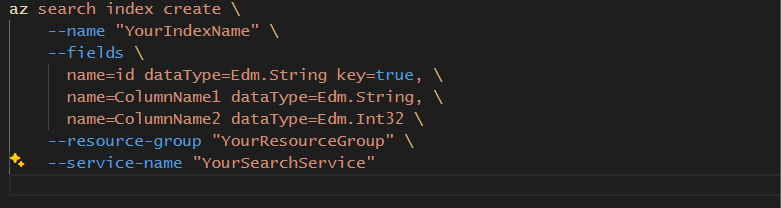 az search index create \
    --name "YourIndexName" \
    --fields \
      name=id dataType=Edm.String key=true, \
      name=ColumnName1 dataType=Edm.String, \
      name=ColumnName2 dataType=Edm.Int32 \
    --resource-group "YourResourceGroup" \
    --service-name "YourSearchService"